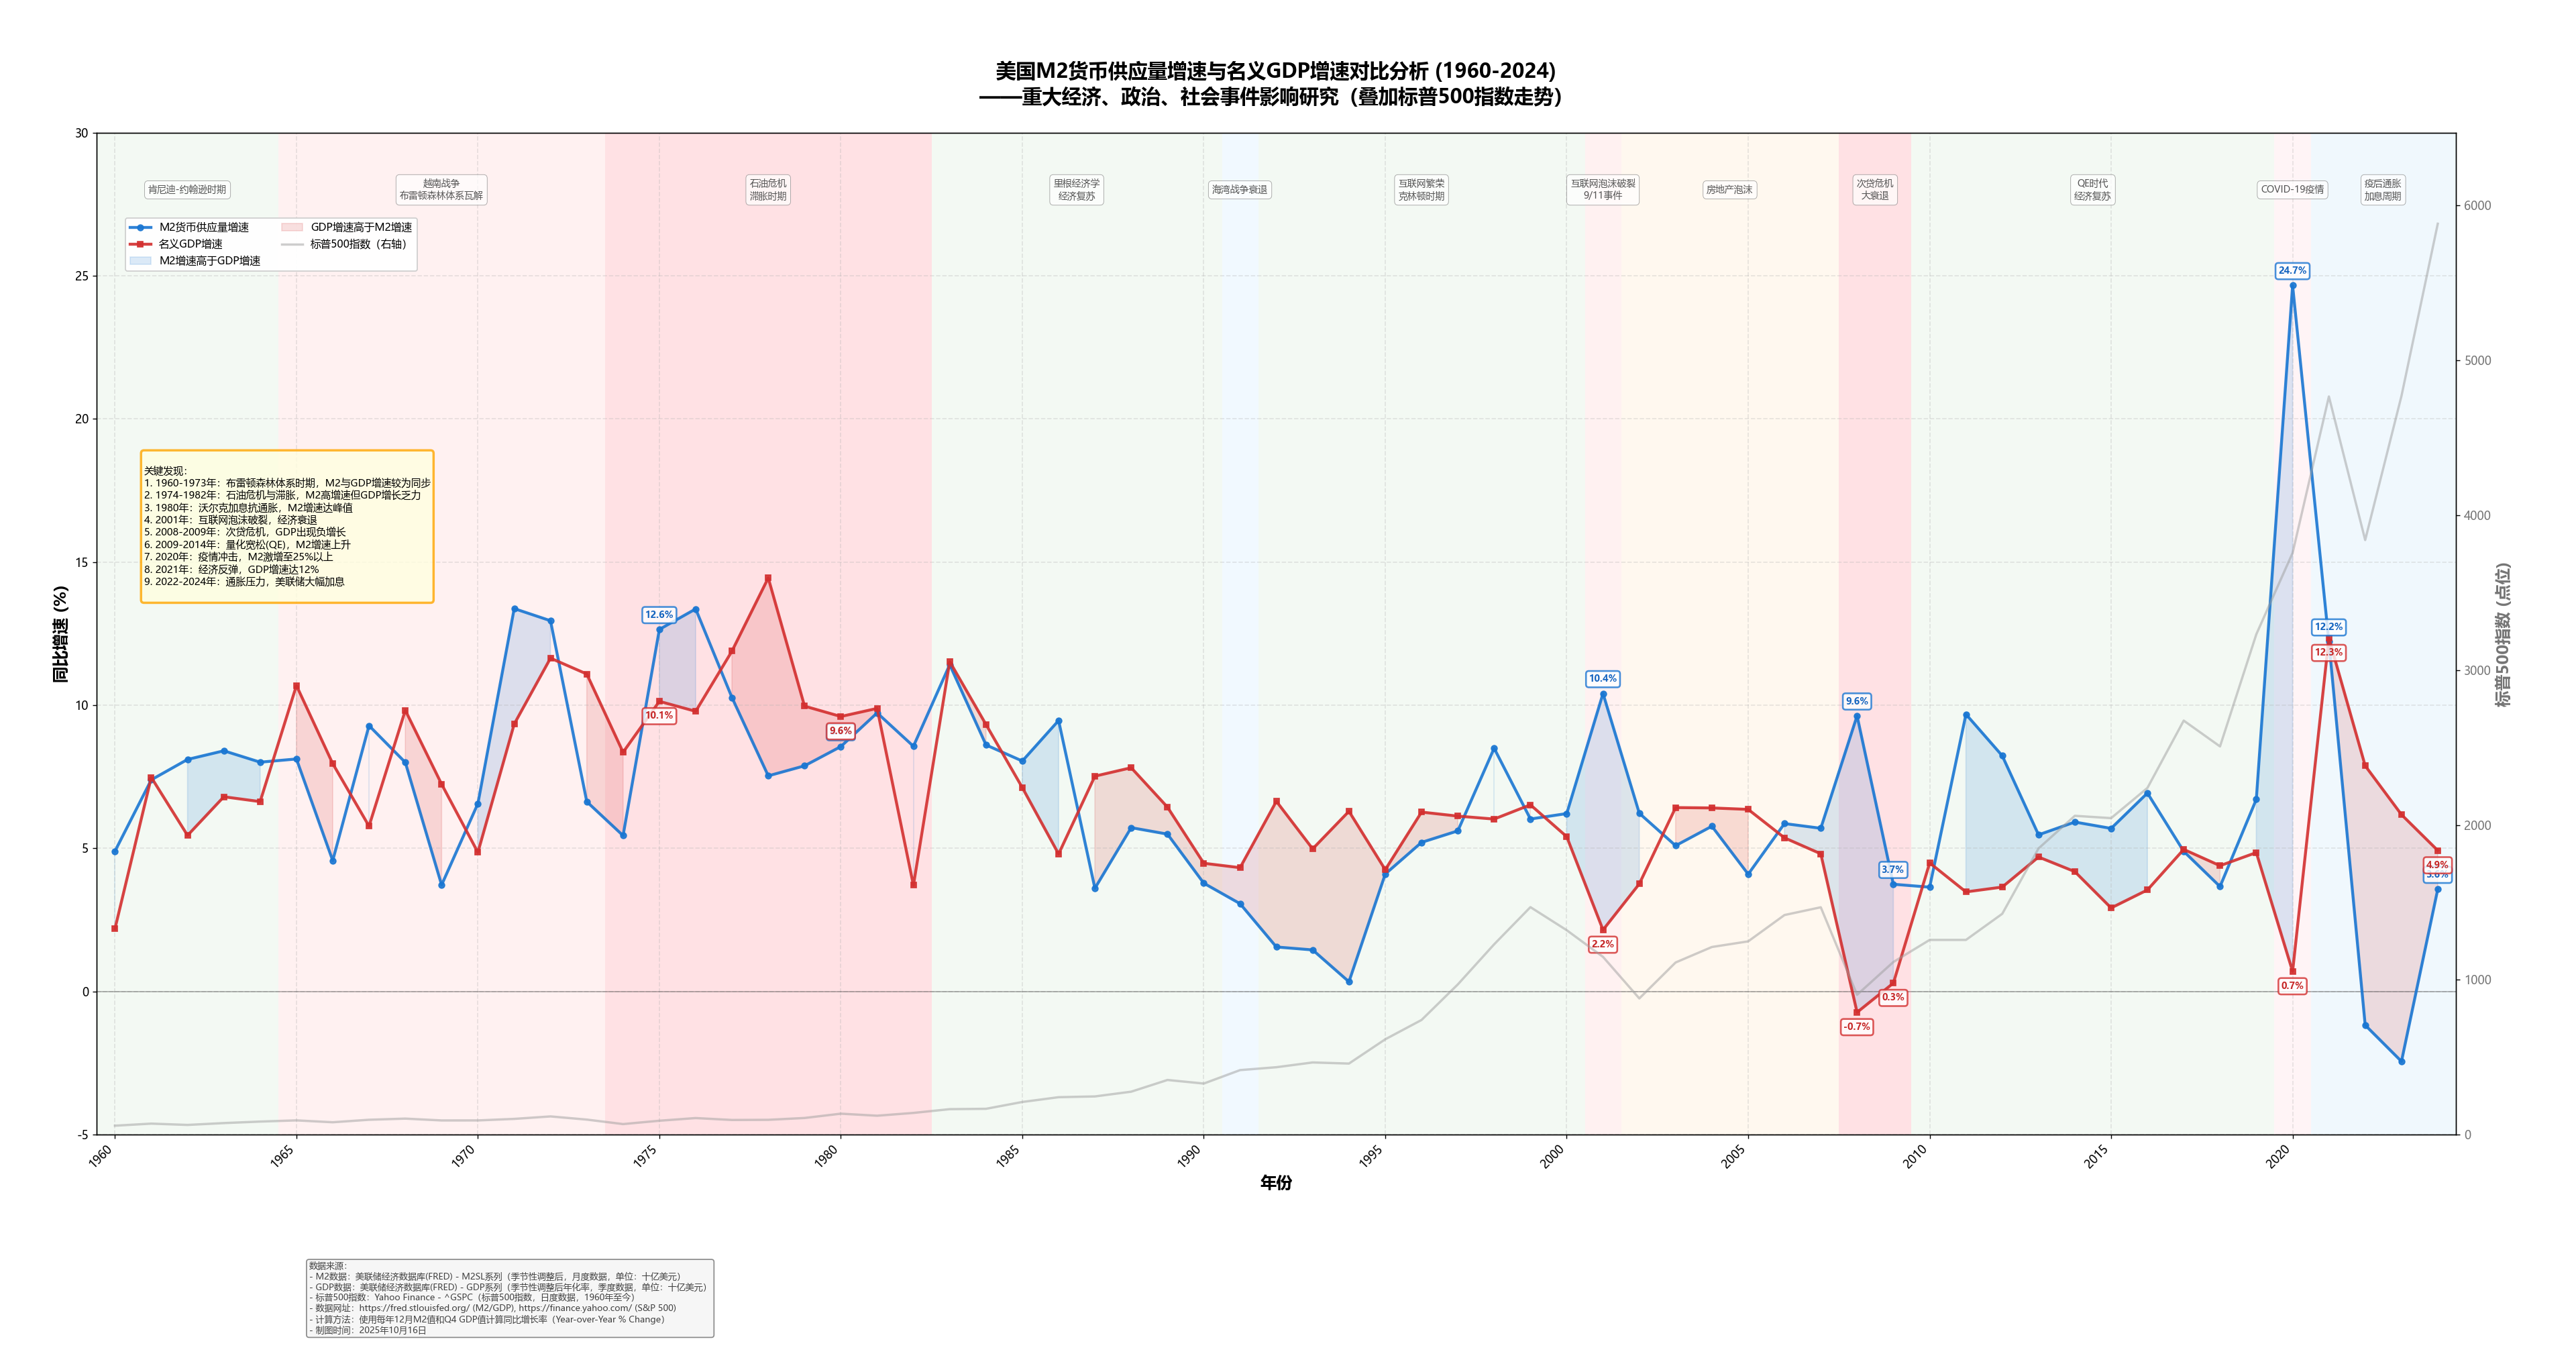 美国M2货币供应量增速与名义GDP增速对比分析 (1960-2024)
——重大经济、政治、社会事件影响研究（叠加标普500指数走势）
肯尼迪-约翰逊时期
越南战争
布雷顿森林体系瓦解
石油危机
滞胀时期
里根经济学
经济复苏
海湾战争衰退
互联网繁荣
克林顿时期
互联网泡沫破裂
9/11事件
房地产泡沫
次贷危机
大衰退
QE时代
经济复苏
COVID-19疫情
疫后通胀
加息周期
M2货币供应量增速
名义GDP增速
M2增速高于GDP增速
GDP增速高于M2增速
标普500指数（右轴）
关键发现：
1. 1960-1973年：布雷顿森林体系时期，M2与GDP增速较为同步
2. 1974-1982年：石油危机与滞胀，M2高增速但GDP增长乏力
3. 1980年：沃尔克加息抗通胀，M2增速达峰值
4. 2001年：互联网泡沫破裂，经济衰退
5. 2008-2009年：次贷危机，GDP出现负增长
6. 2009-2014年：量化宽松(QE)，M2增速上升
7. 2020年：疫情冲击，M2激增至25%以上
8. 2021年：经济反弹，GDP增速达12%
9. 2022-2024年：通胀压力，美联储大幅加息
同比增速 (%)
30
25
20
15
10
5
0
-5
12.6%
10.1%
9.6%
10.4%
2.2%
9.6%
-0.7%
3.7%
0.3%
24.7%
0.7%
12.2%
12.3%
4.9%
标普500指数 (点位)
6000
5000
4000
3000
2000
1000
0
1960
1965
1970
1975
1980
1985
1990
1995
2000
2005
2010
2015
2020
年份
数据来源：
- M2数据：美联储经济数据库(FRED) - M2SL系列（季节性调整后，月度数据，单位：十亿美元）
- GDP数据：美联储经济数据库(FRED) - GDP系列（季节性调整后年化率，季度数据，单位：十亿美元）
- 标普500指数：Yahoo Finance - ^GSPC（标普500指数，日度数据，1960年至今）
- 数据网址：https://fred.stlouisfed.org/ (M2/GDP), https://finance.yahoo.com/ (S&P 500)
- 计算方法：使用每年12月M2值和Q4 GDP值计算同比增长率（Year-over-Year % Change）
- 制图时间：2025年10月16日